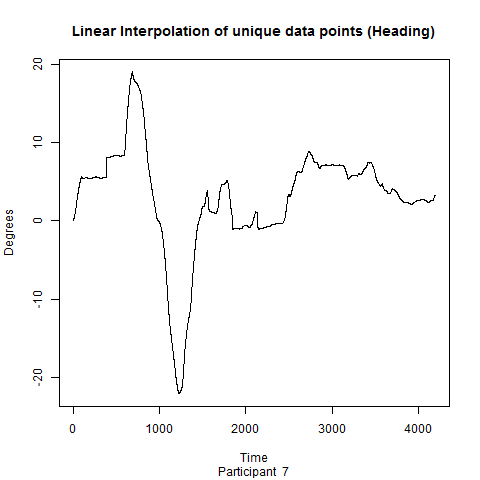 Linear Interpolation of unique data points (Heading)
Degrees
20
10
0
-10
-20
0 1000 2000 3000 4000
Time
Participant 7